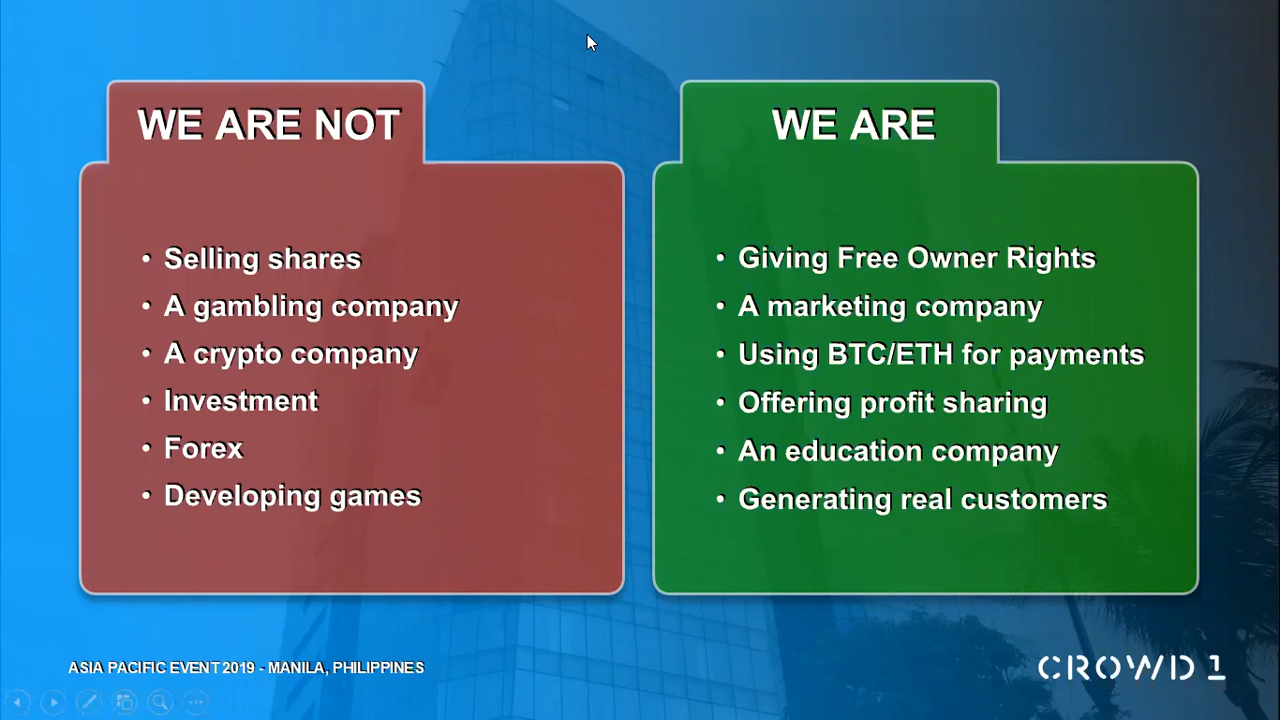 WE ARE NOT
• Selling shares
• A gambling company
• A crypto company
• Investment
• Forex
• Developing games
WE ARE
• Giving Free Owner Rights
• A marketing company
• Using BTC/ETH for payments
• Offering profit sharing
• An education company
• Generating real customers
ASIA PACIFIC EVENT 2019 - MANILA, PHILIPPINES
CROWD 1